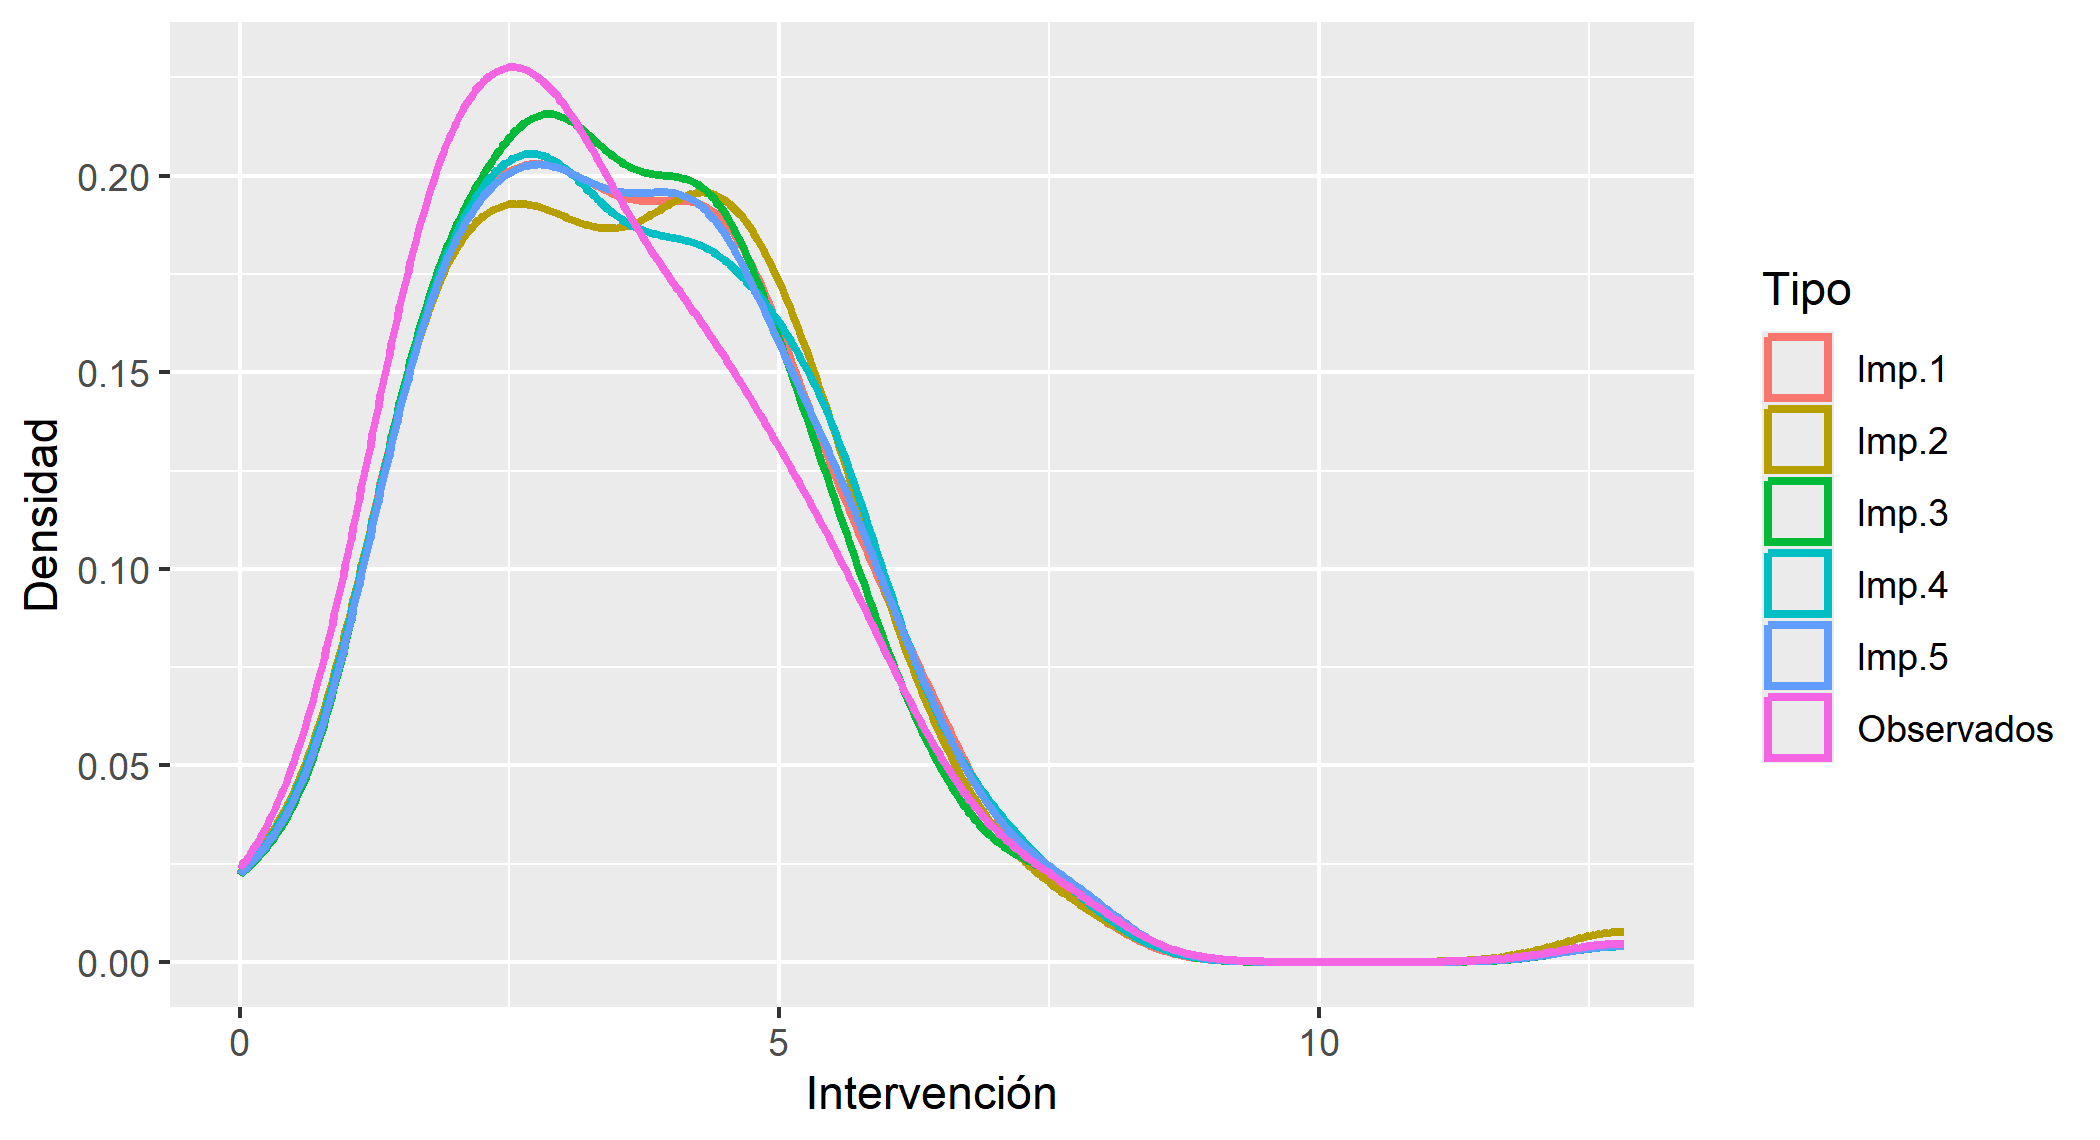 Densidad
0.20
0.15
0.10
0.05
0.00
0
5
10
Intervención
Tipo
Imp.1
Imp.2
Imp.3
Imp.4
Imp.5
Observados